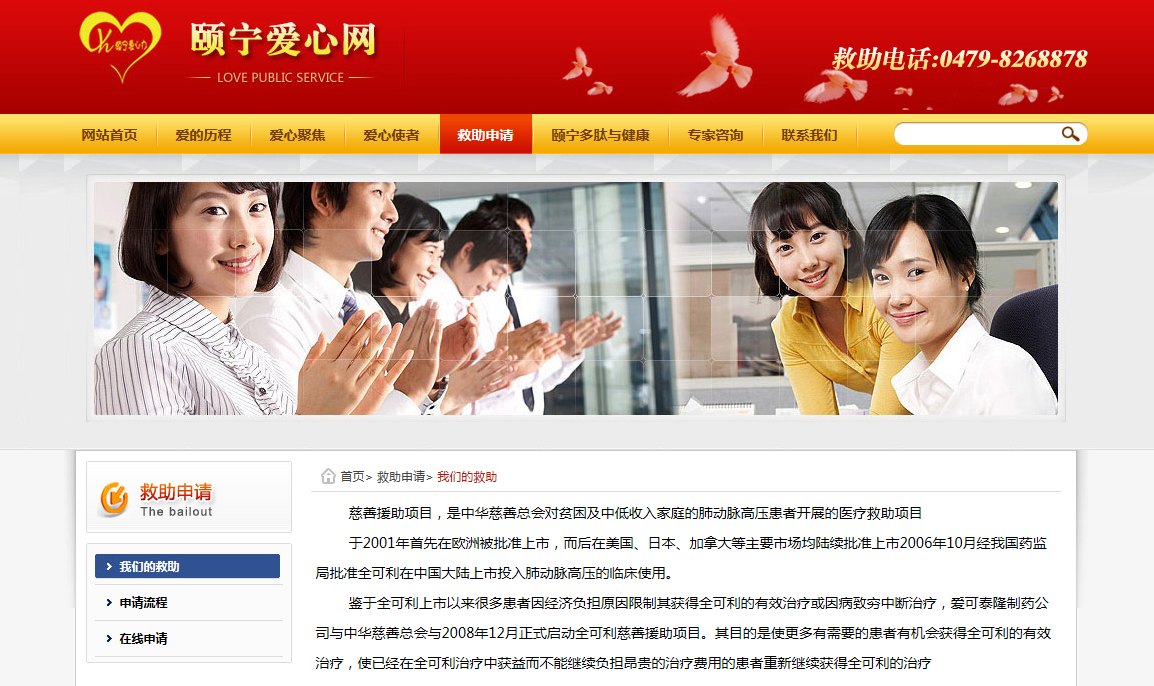 颐宁爱心网
LOVE PUBLIC SERVICE
救助电话:0479-8268878
网站首页 爱的历程 爱心聚焦 爱心使者 救助申请 颐宁多肽与健康 专家咨询 联系我们
救助申请
The bailout
我们的救助
申请流程
在线申请
首页> 救助申请> 我们的救助
慈善援助项目，是中华慈善总会对贫困及中低收入家庭的肺动脉高压患者开展的医疗救助项目
于2001年首先在欧洲被批准上市，而后在美国、日本、加拿大等主要市场均陆续批准上市2006年10月经我国药监
局批准全可利在中国大陆上市投入肺动脉高压的临床使用。
鉴于全可利上市以来很多患者因经济负担原因限制其获得全可利的有效治疗或因病致穷中断治疗，爱可泰隆制药公
司与中华慈善总会与2008年12月正式启动全可利慈善援助项目。其目的是使更多有需要的患者有机会获得全可利的有效
治疗，使已经在全可利治疗中获益而不能继续负担昂贵的治疗费用的患者重新继续获得全可利的治疗